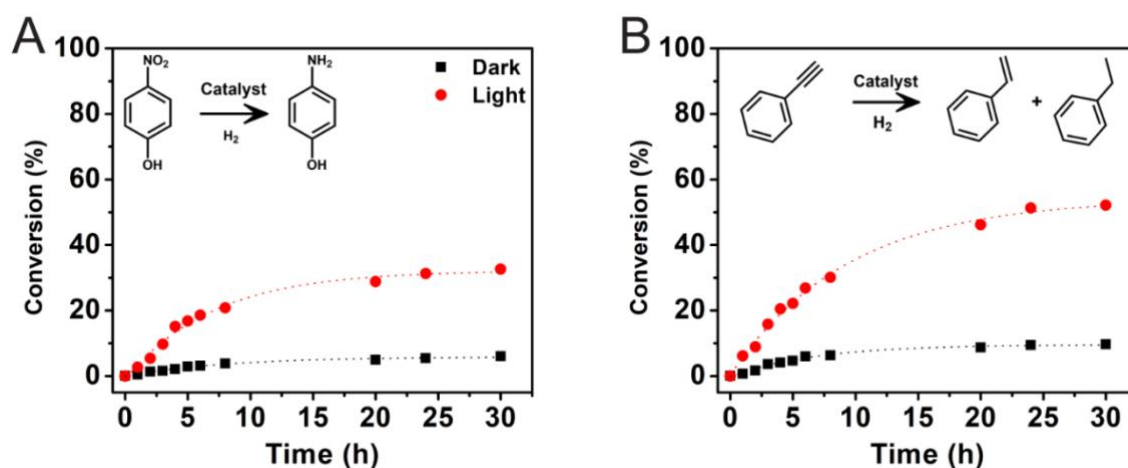 A
Conversion (%)
100
80
60
40
20
0
NO₂
OH
Catalyst
H₂
NH₂
OH
Dark
Light
0 5 10 15 20 25 30
Time (h)
B
Conversion (%)
100
80
60
40
20
0
Catalyst
H₂
+
0 5 10 15 20 25 30
Time (h)